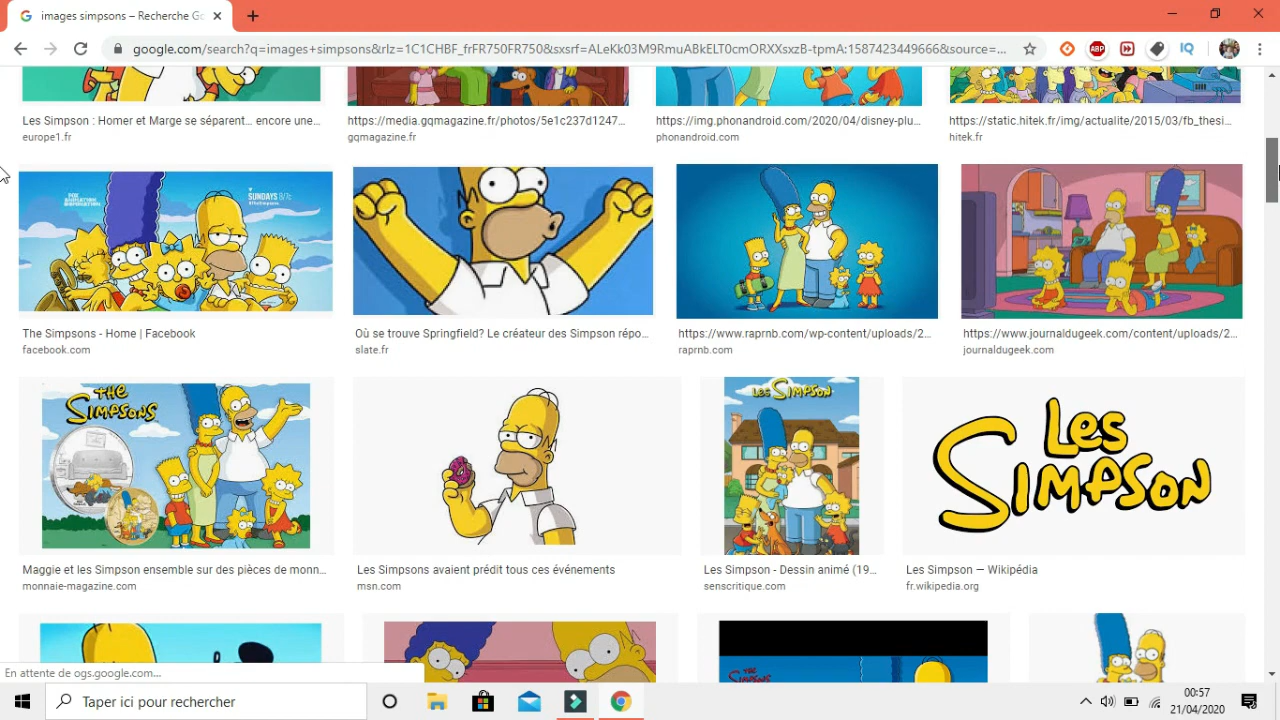 images simpsons – Recherche Go
google.com/search?q=images+simpsons&rlz=1C1CHBF_frFR750FR750&sxsrf=ALeKk03M9RmuABkELT0cmORXXsxzB-tpmA:1587423449666&source=...
ABP
IQ
Les Simpson : Homer et Marge se séparent... encore une...
europe1.fr
https://media.gqmagazine.fr/photos/5e1c237d1247...
gqmagazine.fr
https://img.phonandroid.com/2020/04/disney-plu...
phonandroid.com
https://static.hitek.fr/img/actualite/2015/03/fb_thesi...
hitek.fr
SUNDAYS 8/7c
The Simpsons - Home | Facebook
facebook.com
Où se trouve Springfield? Le créateur des Simpson répo...
slate.fr
https://www.raprnb.com/wp-content/uploads/2...
raprnb.com
https://www.journaldugeek.com/content/uploads/2...
journaldugeek.com
THE
SIMPSONS
Les SIMPSON
Les
SIMPSON
Maggie et les Simpson ensemble sur des pièces de monn...
monnaie-magazine.com
Les Simpsons avaient prédit tous ces événements
msn.com
Les Simpson - Dessin animé (19...
senscritique.com
Les Simpson — Wikipédia
fr.wikipedia.org
THE
En attente de ogs.google.com...
Taper ici pour rechercher
00:57
21/04/2020